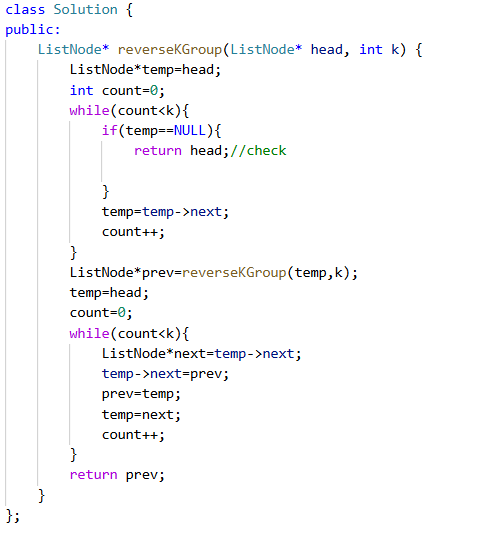 class Solution {
public:
    ListNode* reverseKGroup(ListNode* head, int k) {
        ListNode*temp=head;
        int count=0;
        while(count<k){
            if(temp==NULL){
                return head;//check

            }
            temp=temp->next;
            count++;
        }
        ListNode*prev=reverseKGroup(temp,k);
        temp=head;
        count=0;
        while(count<k){
            ListNode*next=temp->next;
            temp->next=prev;
            prev=temp;
            temp=next;
            count++;
        }
        return prev;
    }
};